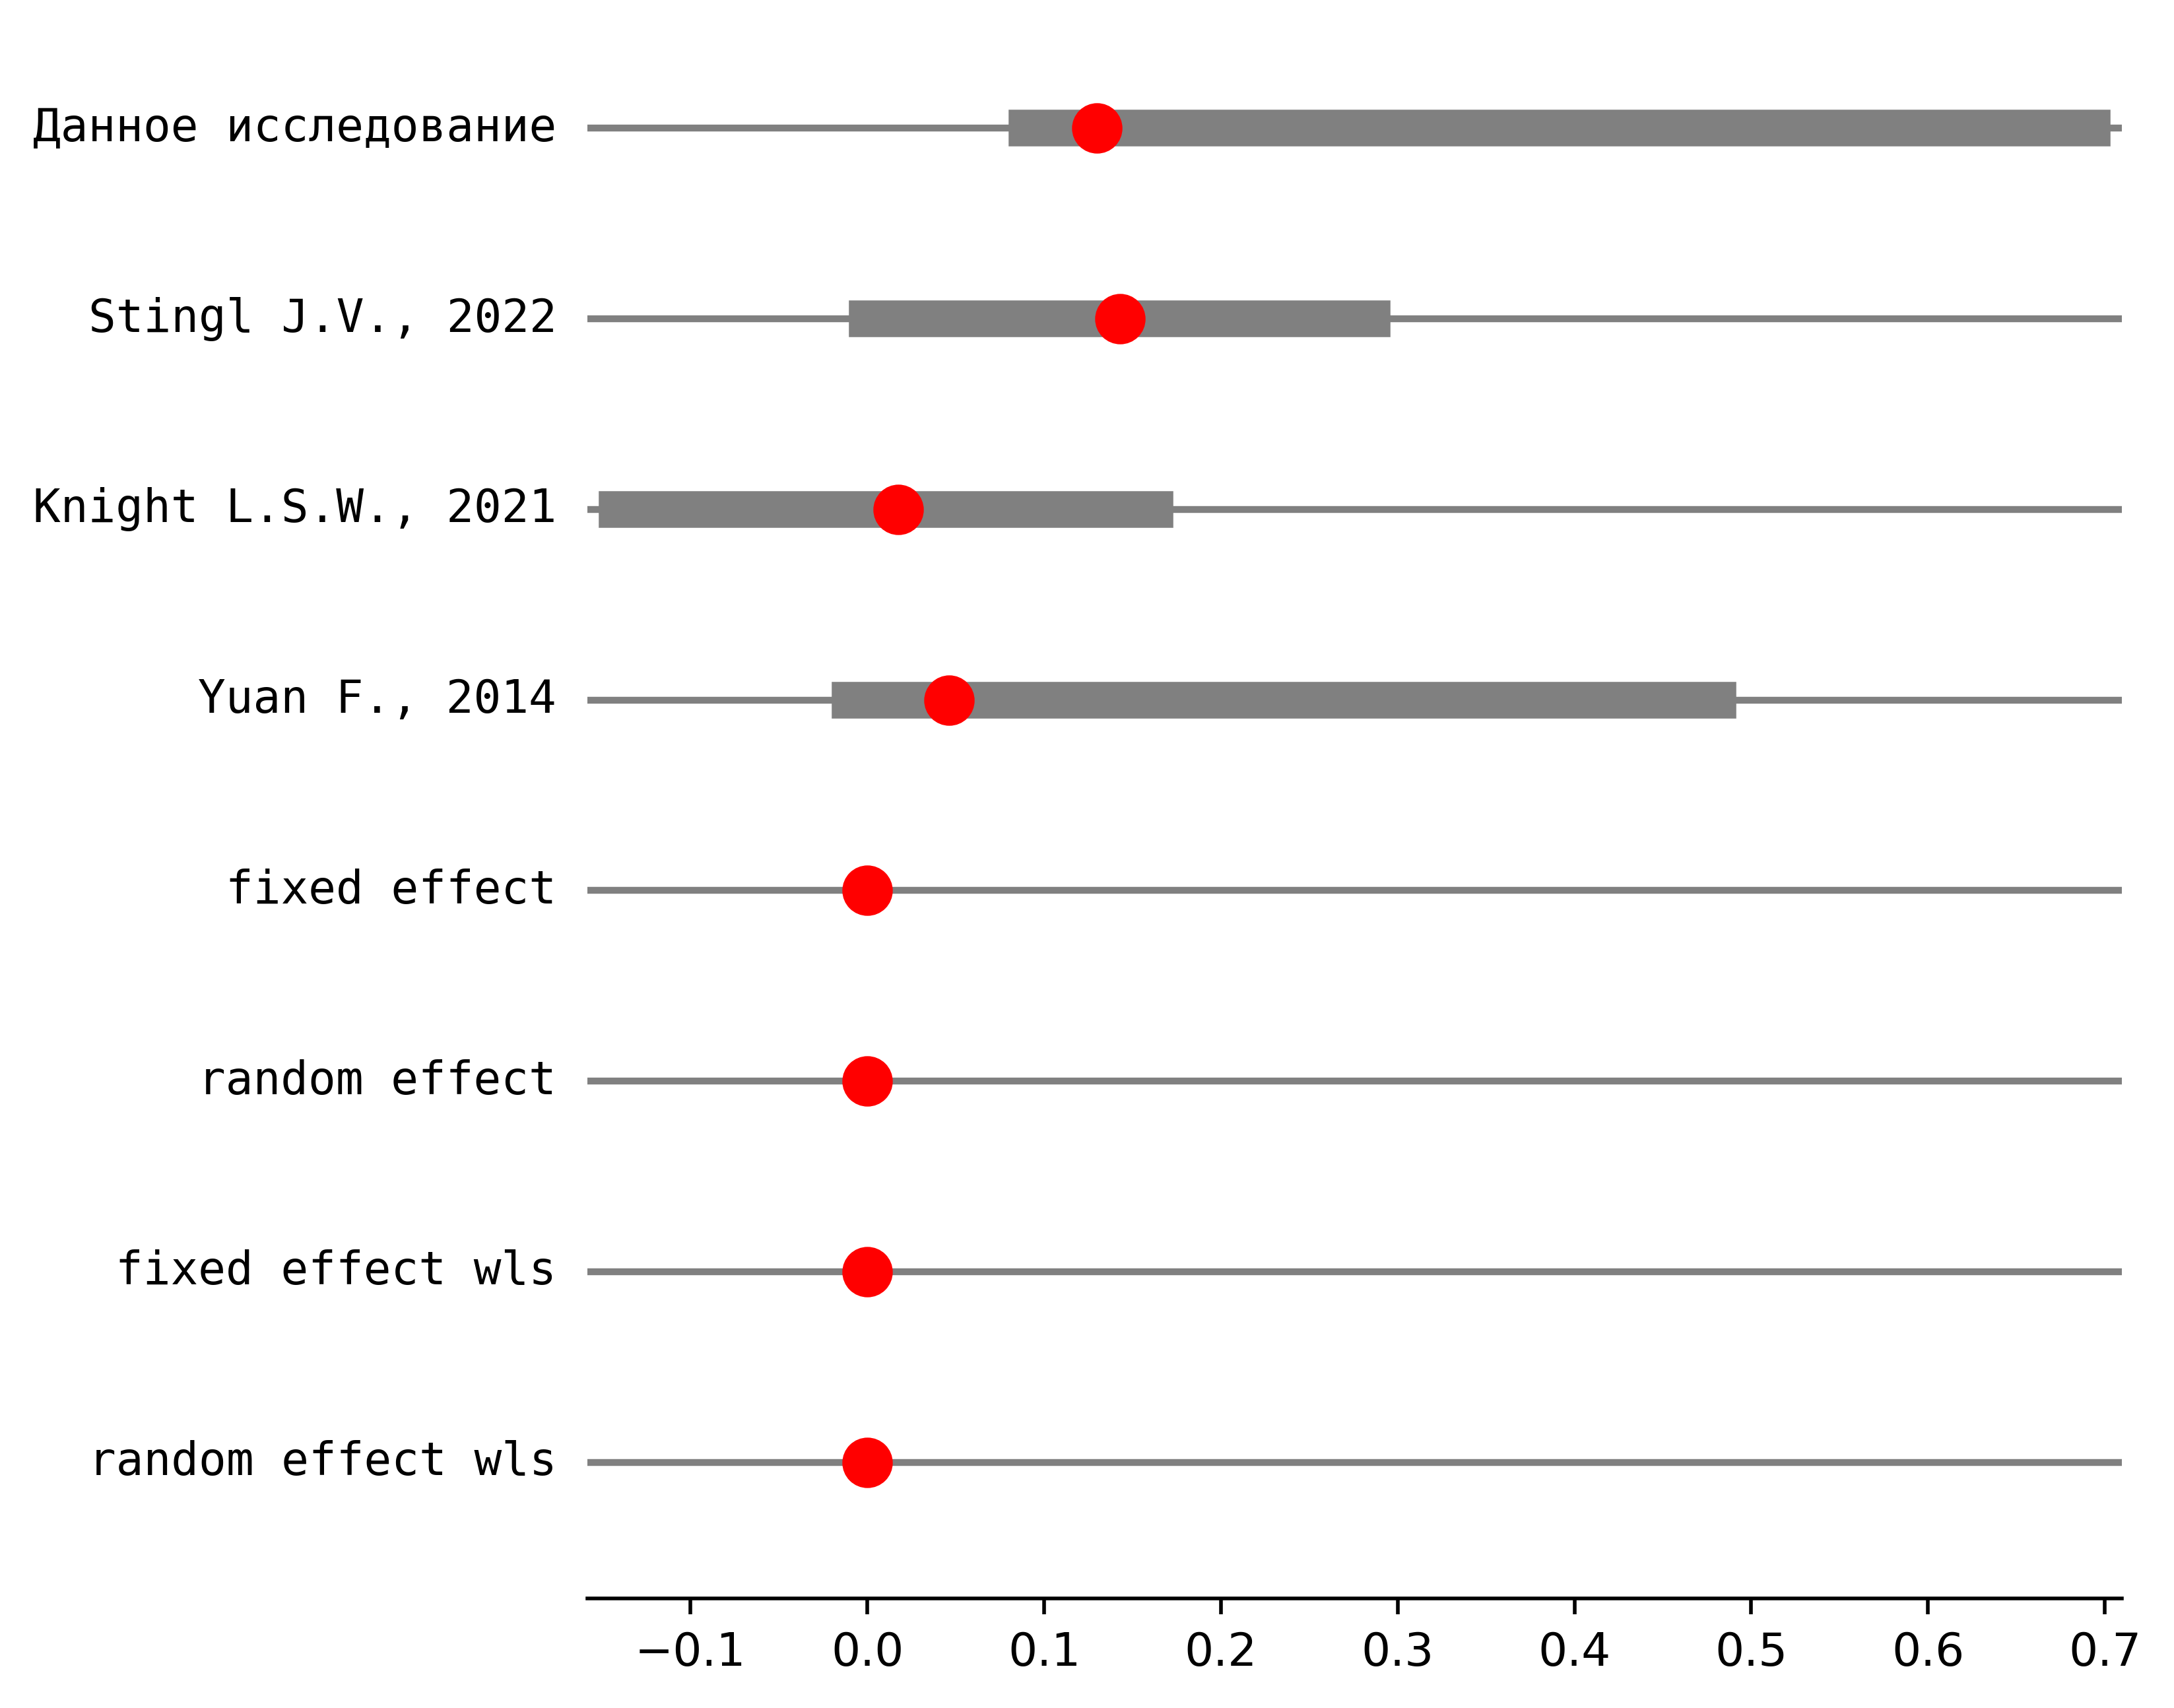 Данное исследование
Stingl J.V., 2022
Knight L.S.W., 2021
Yuan F., 2014
fixed effect
random effect
fixed effect wls
random effect wls
−0.1 0.0 0.1 0.2 0.3 0.4 0.5 0.6 0.7